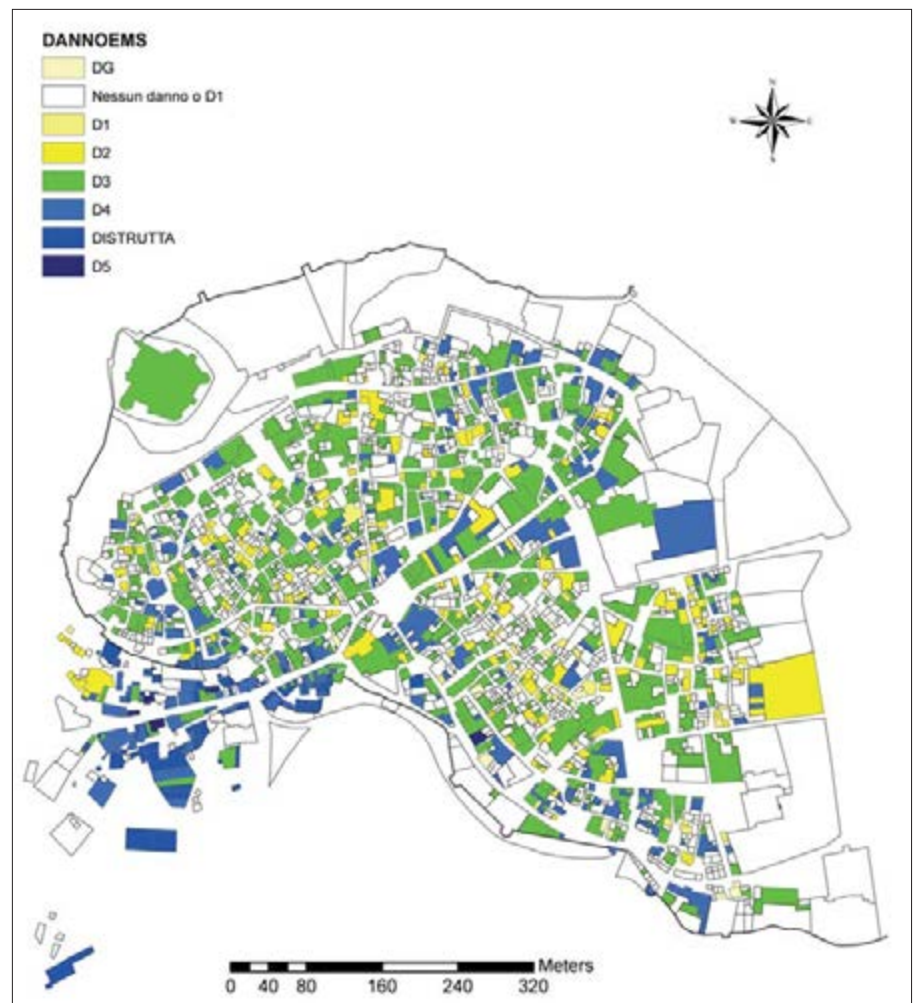 DANNOEMS
DG
Nessun danno o D1
D1
D2
D3
D4
DISTRUTTA
D5
N
W
E
S
Meters
0 40 80 160 240 320